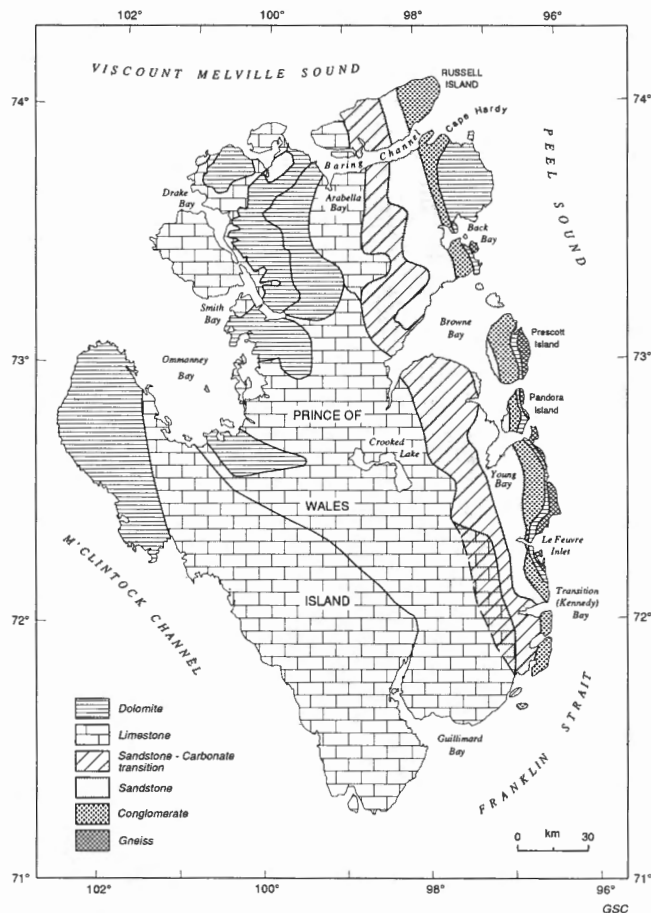 102° 100° 98° 96°
VISCOUNT MELVILLE SOUND
RUSSELL
ISLAND
74° 74°
Cape Hardy
Baring Channel
PEEL SOUND
Drake
Bay
Arabella
Bay
Back
Bay
Smith
Bay
Browne
Bay
Prescott
Island
73° 73°
Ommanney
Bay
Pandora
Island
PRINCE OF
Crooked
Lake
Young
Bay
WALES
Le Feuvre
Inlet
M'CLINTOCK CHANNEL
ISLAND
Transition
(Kennedy)
Bay
72° 72°
FRANKLIN STRAIT
Guillimard
Bay
Dolomite
Limestone
Sandstone - Carbonate
transition
Sandstone
Conglomerate
Gneiss
0 km 30
71° 71°
102° 100° 98° 96°
GSC